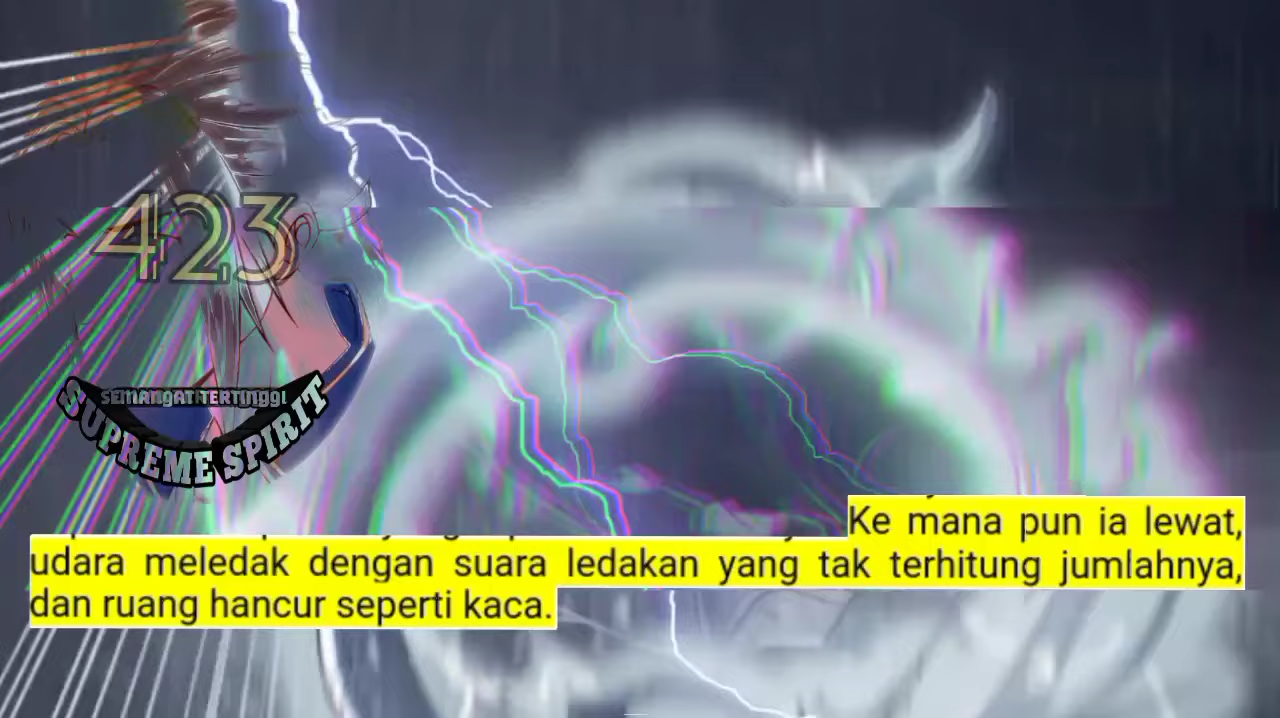 423
SEMANGAT TERTINGGI
SUPREME SPIRIT
Ke mana pun ia lewat,
udara meledak dengan suara ledakan yang tak terhitung jumlahnya,
dan ruang hancur seperti kaca.